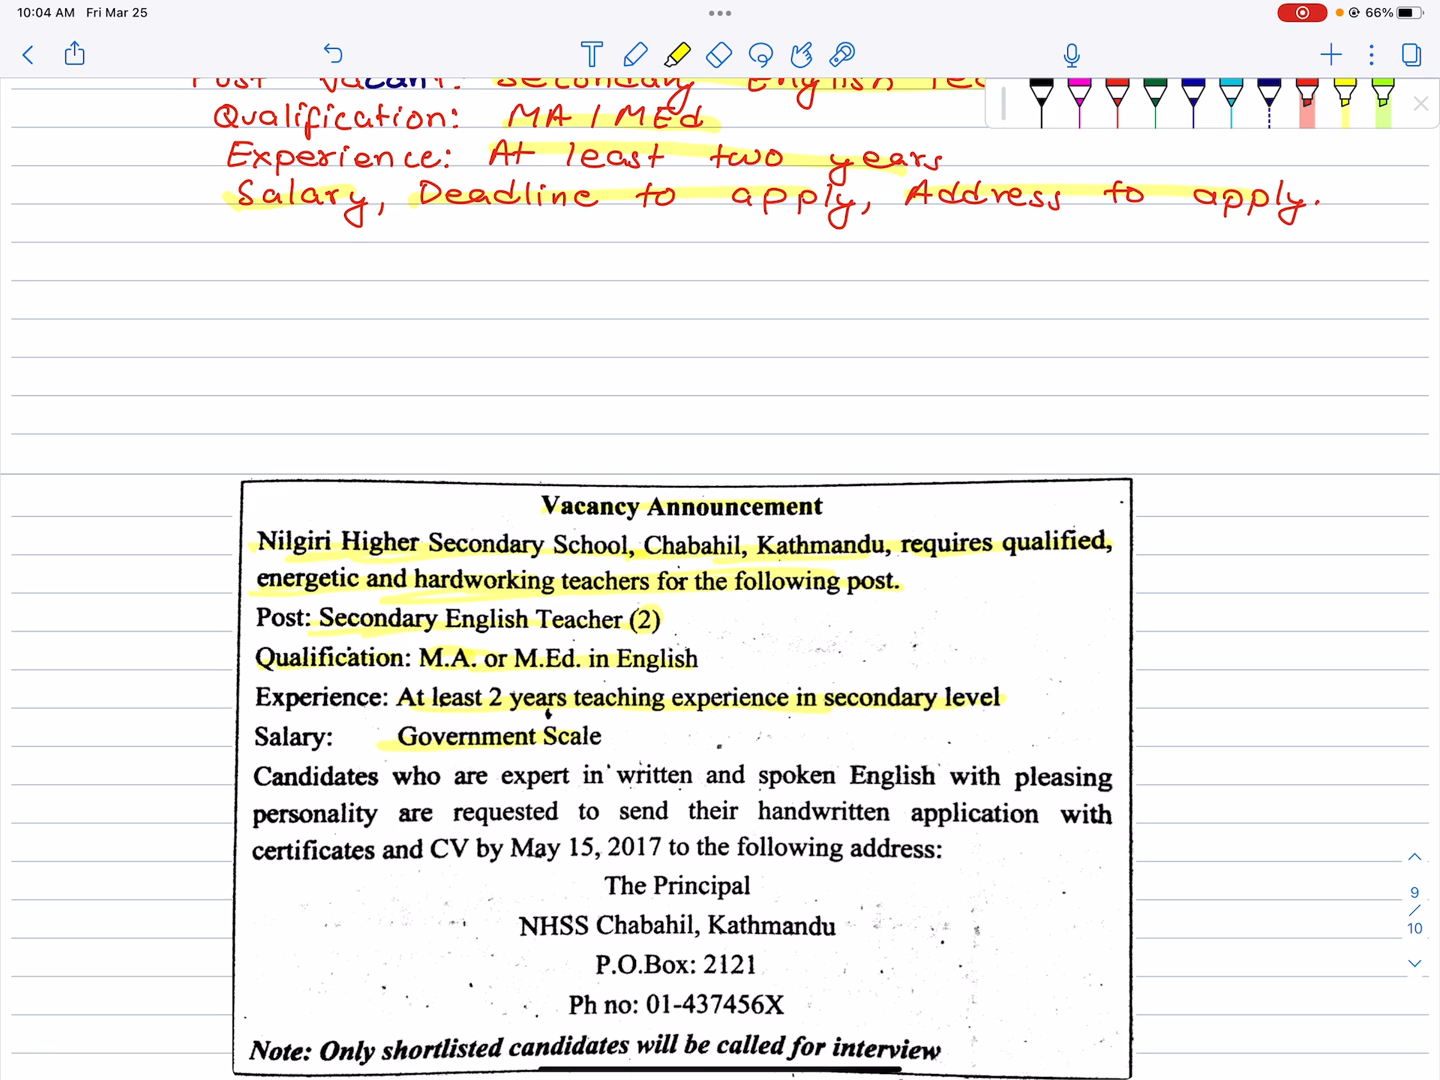 10:04 AM Fri Mar 25
66%
Post vacant: Secondary English
Qualification: MA / MEd
Experience: At least two years
Salary, Deadline to apply, Address to apply.
Vacancy Announcement
Nilgiri Higher Secondary School, Chabahil, Kathmandu, requires qualified,
energetic and hardworking teachers for the following post.
Post: Secondary English Teacher (2)
Qualification: M.A. or M.Ed. in English
Experience: At least 2 years teaching experience in secondary level
Salary: Government Scale
Candidates who are expert in written and spoken English with pleasing
personality are requested to send their handwritten application with
certificates and CV by May 15, 2017 to the following address:
The Principal
NHSS Chabahil, Kathmandu
P.O.Box: 2121
Ph no: 01-437456X
Note: Only shortlisted candidates will be called for interview
9
/
10